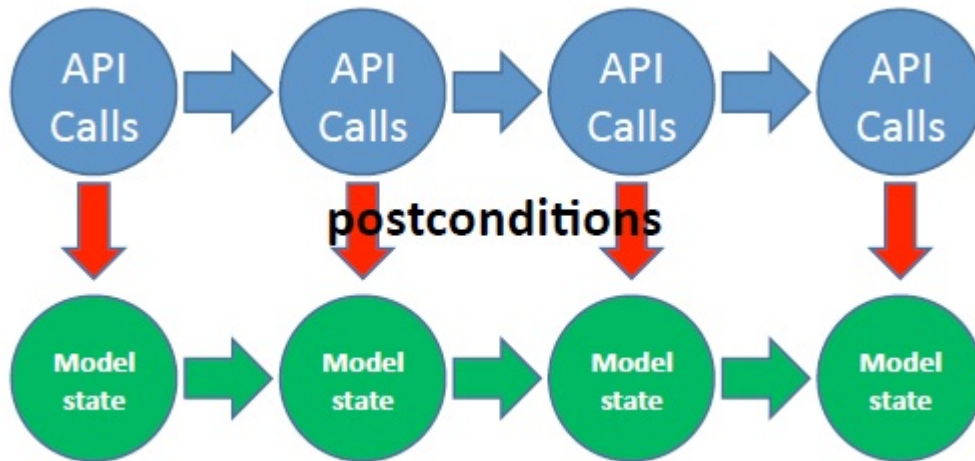 API
Calls
API
Calls
API
Calls
API
Calls
postconditions
Model
state
Model
state
Model
state
Model
state